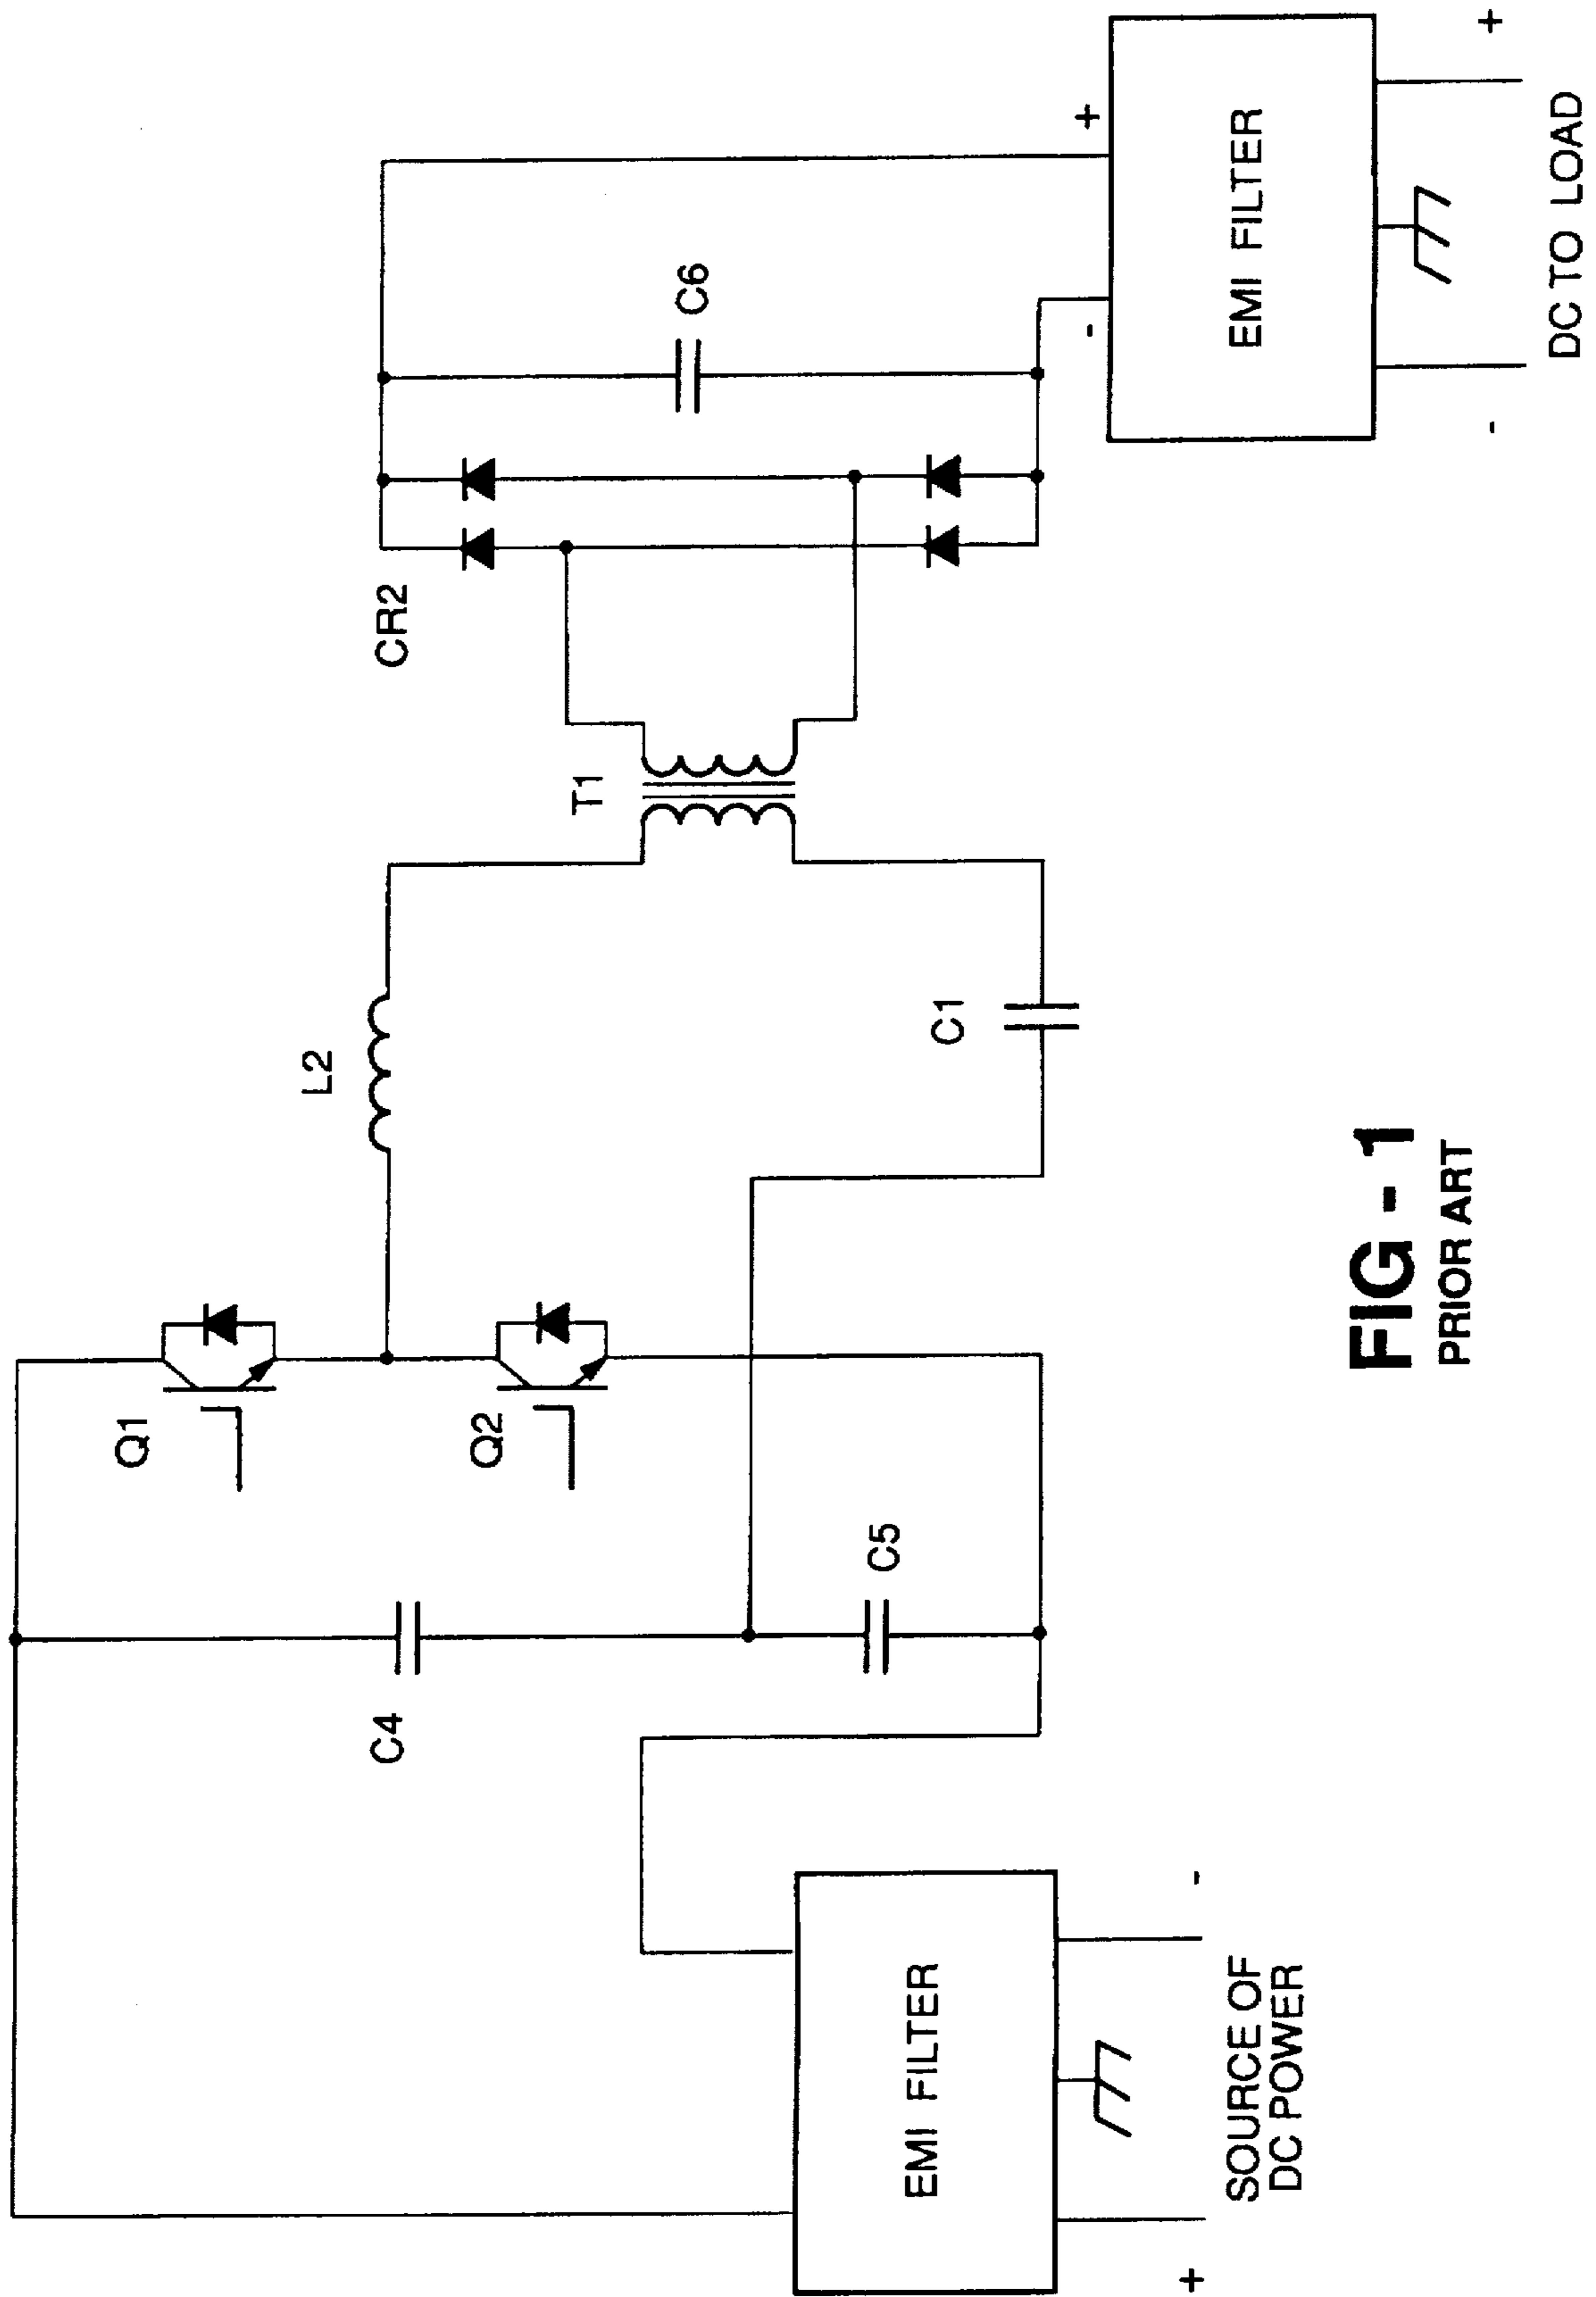 Q1
L2
CR2
C4
Q2
T1
C6
+
C5
C1
-
EMI FILTER
EMI FILTER
+
-
SOURCE OF
DC POWER
-
+
DC TO LOAD
FIG - 1
PRIOR ART